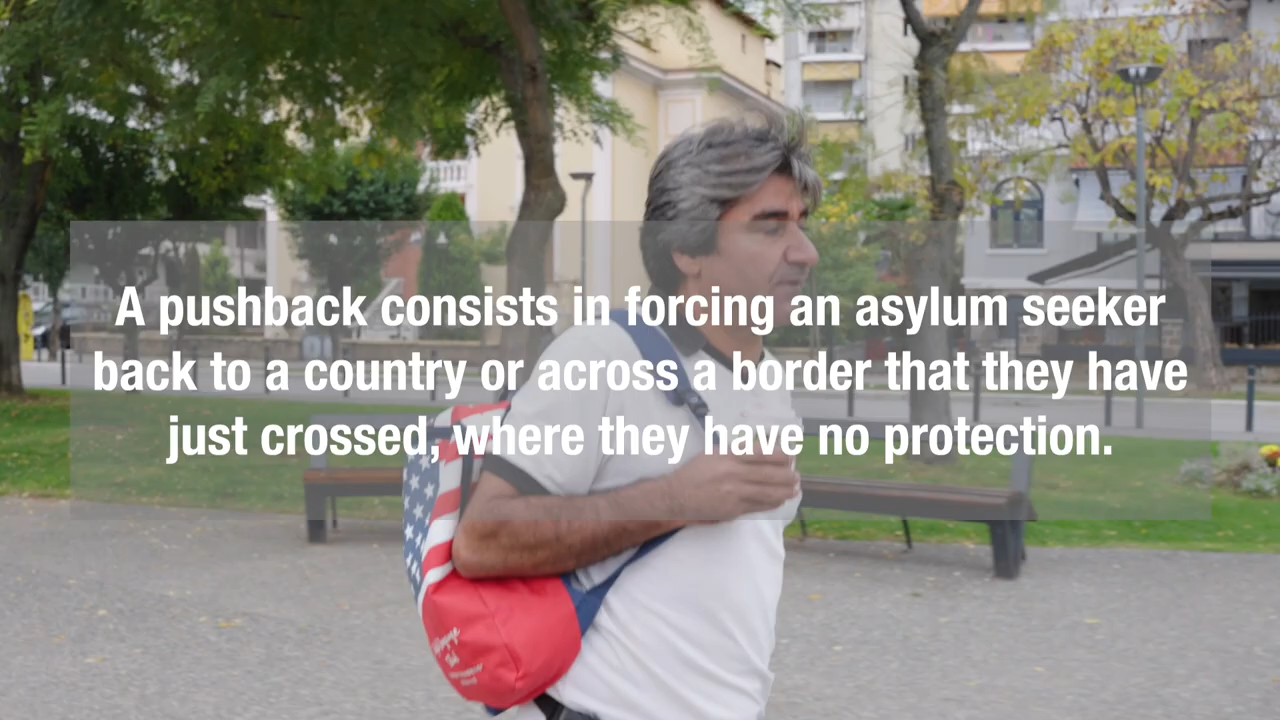 A pushback consists in forcing an asylum seeker
back to a country or across a border that they have
just crossed, where they have no protection.